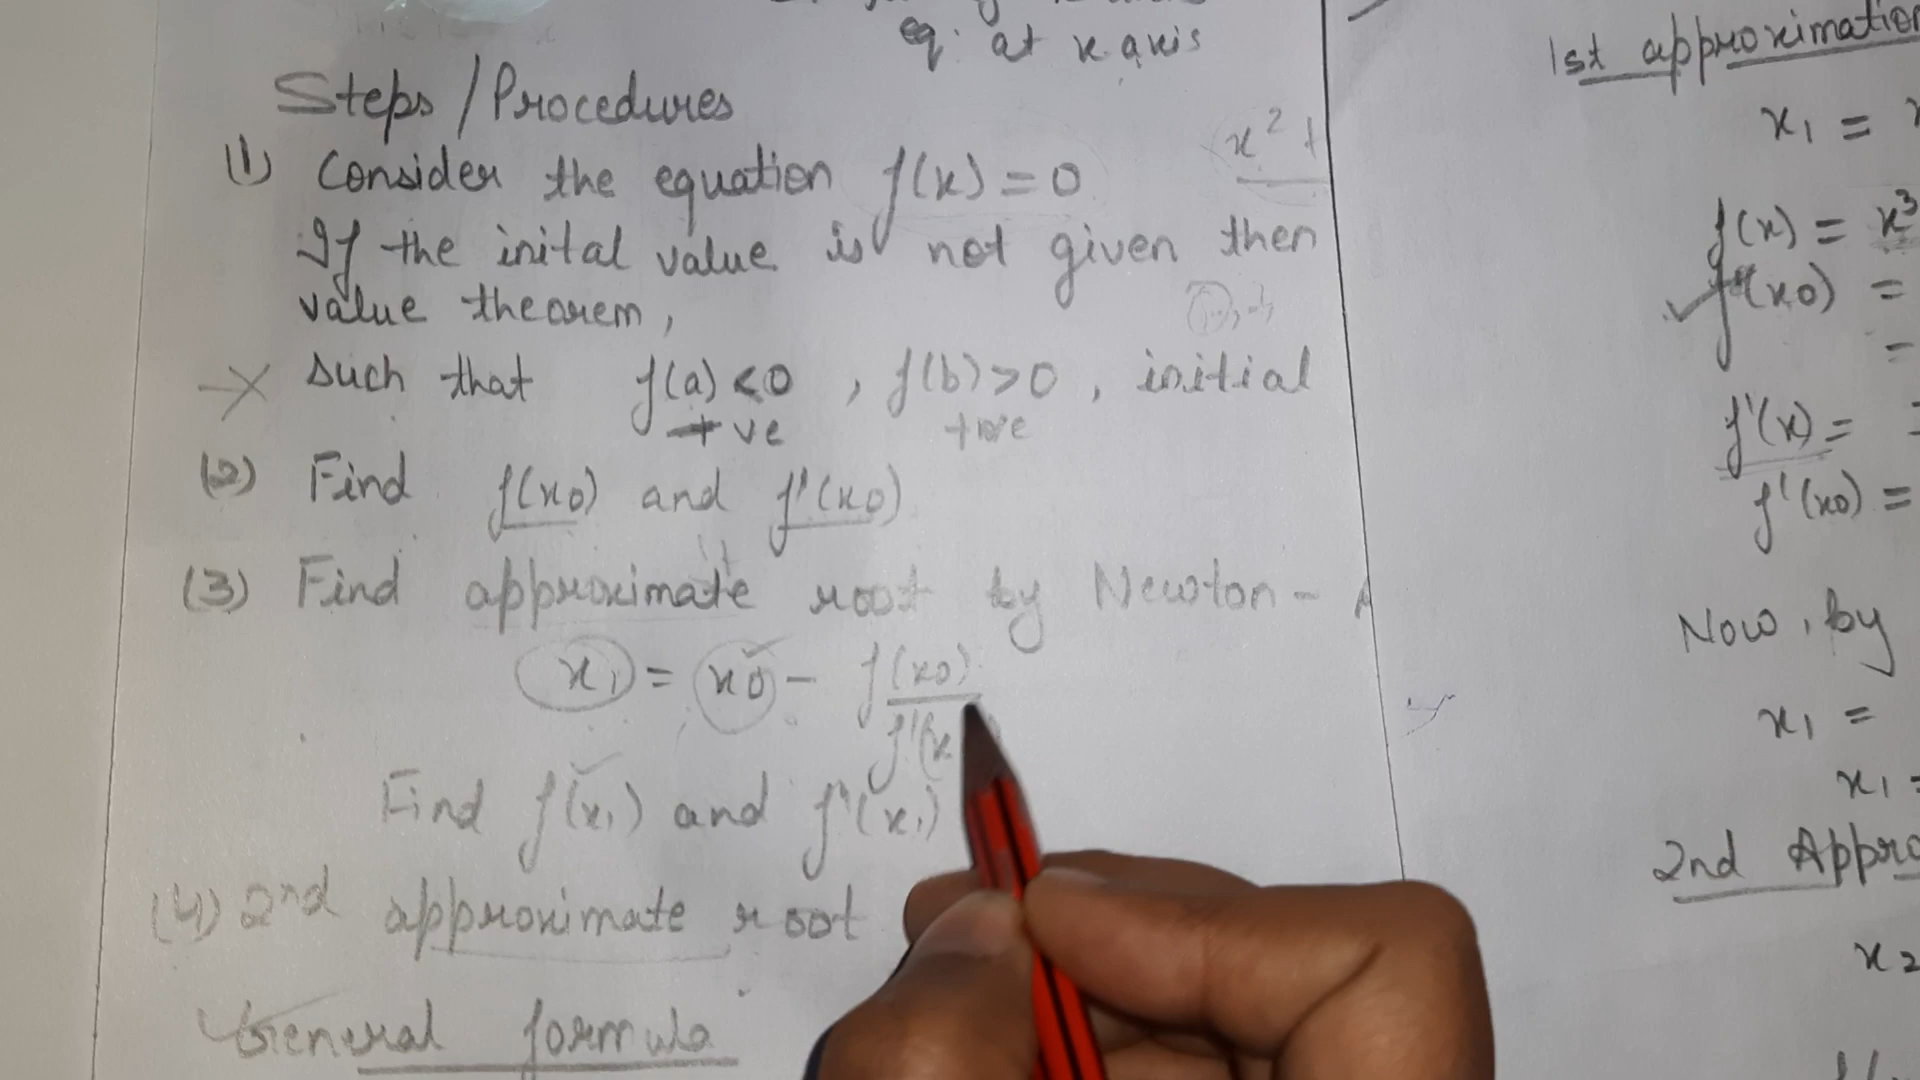 eq. at x axis
Steps/Procedures
(1) Consider the equation f(x) = 0
x² +
If the inital value is not given then
value theorem,
such that f(a) < 0 , f(b) > 0 , initial
+ve +ve
(2) Find f(x0) and f'(x0)
(3) Find approximate root by Newton -
x1 = x0 - f(x0)
f'(x
Find f(x1) and f'(x1)
(4) 2nd approximate root
General formula
1st approximation
x1 =
f(x) = x³
f(x0) =
=
f'(x) =
f'(x0) =
Now, by
x1 =
x1 =
2nd Appro
x2